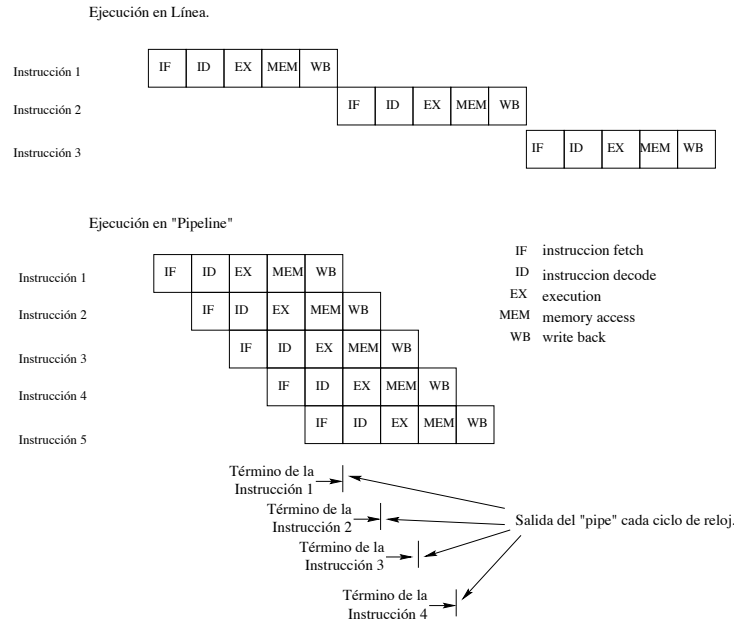 Ejecución en Línea.
Instrucción 1
IF ID EX MEM WB
Instrucción 2
IF ID EX MEM WB
Instrucción 3
IF ID EX MEM WB
Ejecución en "Pipeline"
IF instruccion fetch
ID instruccion decode
EX execution
MEM memory access
WB write back
Instrucción 1
IF ID EX MEM WB
Instrucción 2
IF ID EX MEM WB
Instrucción 3
IF ID EX MEM WB
Instrucción 4
IF ID EX MEM WB
Instrucción 5
IF ID EX MEM WB
Término de la
Instrucción 1
Término de la
Instrucción 2
Término de la
Instrucción 3
Término de la
Instrucción 4
Salida del "pipe" cada ciclo de reloj.